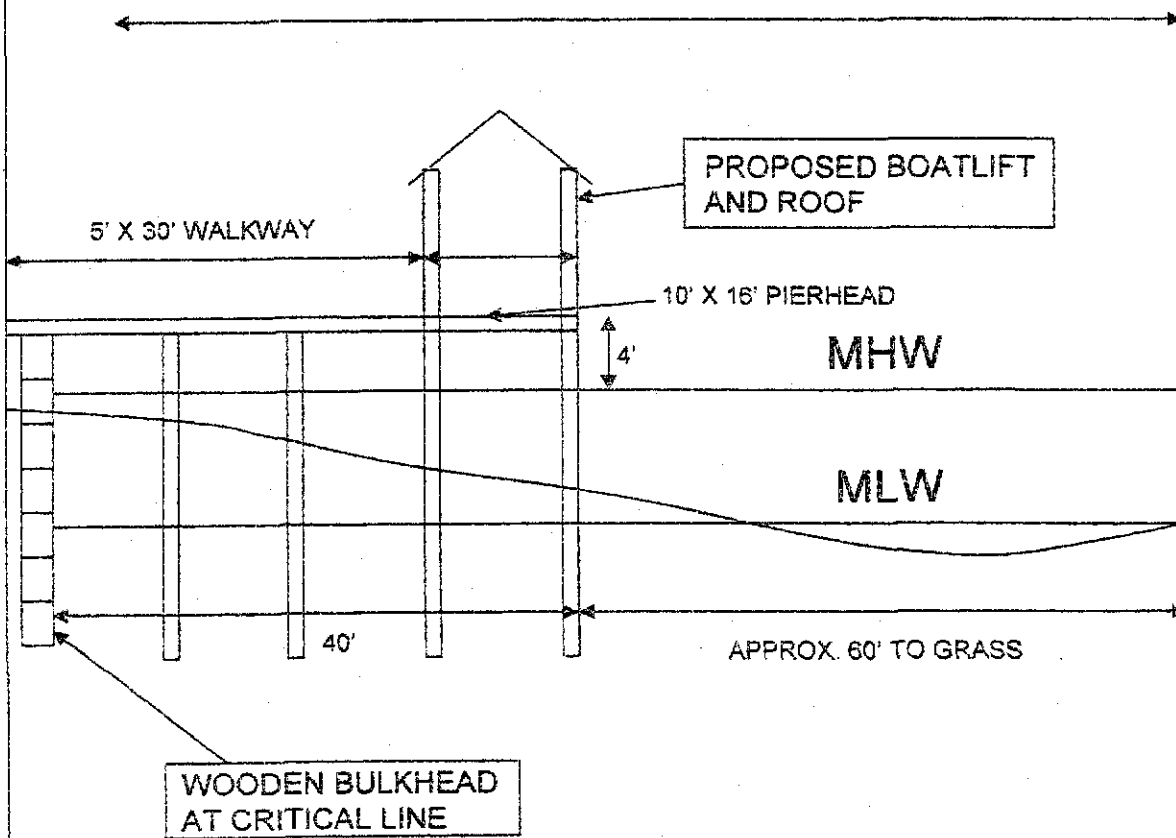 PROPOSED BOATLIFT
AND ROOF
5' X 30' WALKWAY
10' X 16' PIERHEAD
4'
MHW
MLW
40'
APPROX. 60' TO GRASS
WOODEN BULKHEAD
AT CRITICAL LINE